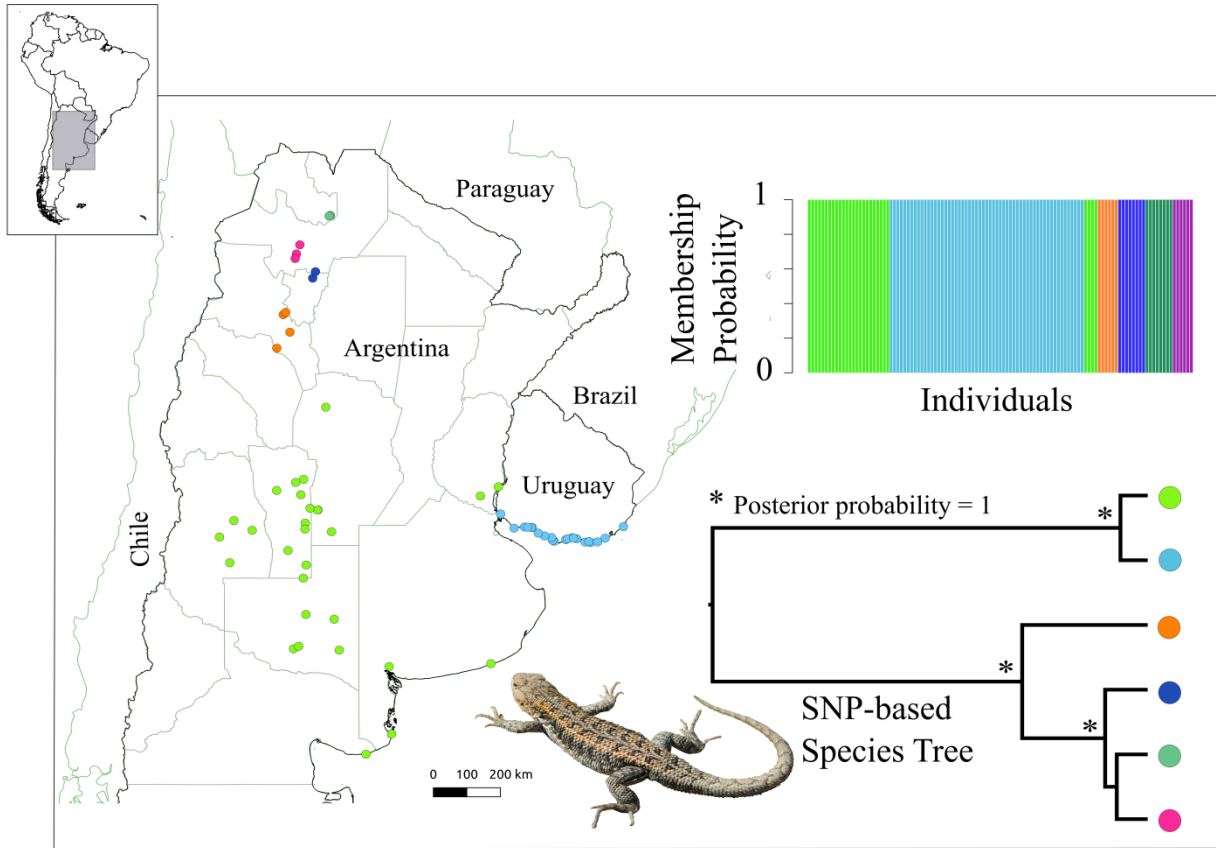 Paraguay
Argentina
Brazil
Uruguay
Chile
0 100 200 km
Membership
Probability
1
0
Individuals
* Posterior probability = 1
*
*
*
SNP-based
Species Tree